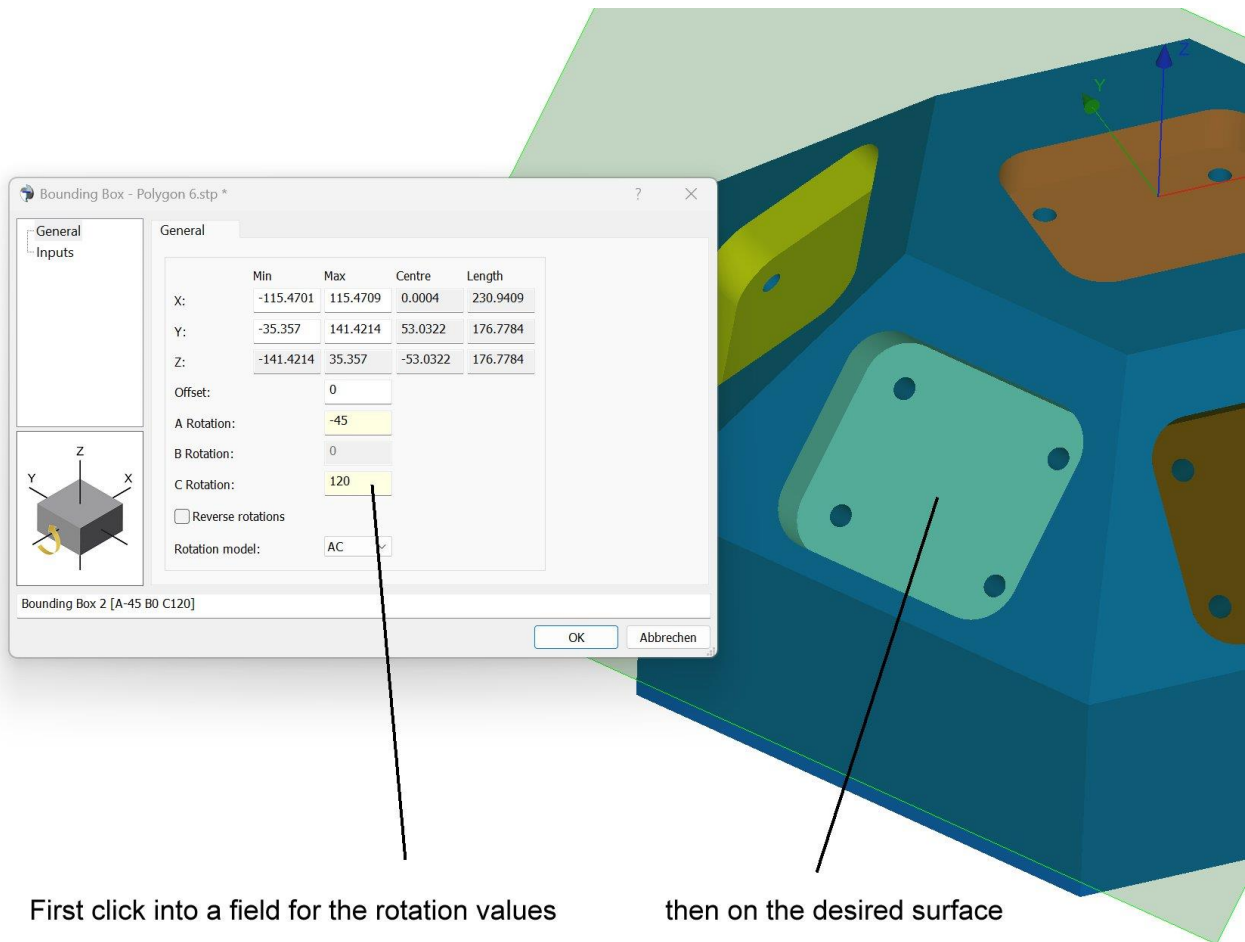 Bounding Box - Polygon 6.stp *
?
General
Inputs
General
Min Max Centre Length
X: -115.4701 115.4709 0.0004 230.9409
Y: -35.357 141.4214 53.0322 176.7784
Z: -141.4214 35.357 -53.0322 176.7784
Offset: 0
A Rotation: -45
B Rotation: 0
C Rotation: 120
Reverse rotations
Rotation model: AC
Z
Y X
Bounding Box 2 [A-45 B0 C120]
OK Abbrechen
Z
Y
First click into a field for the rotation values then on the desired surface